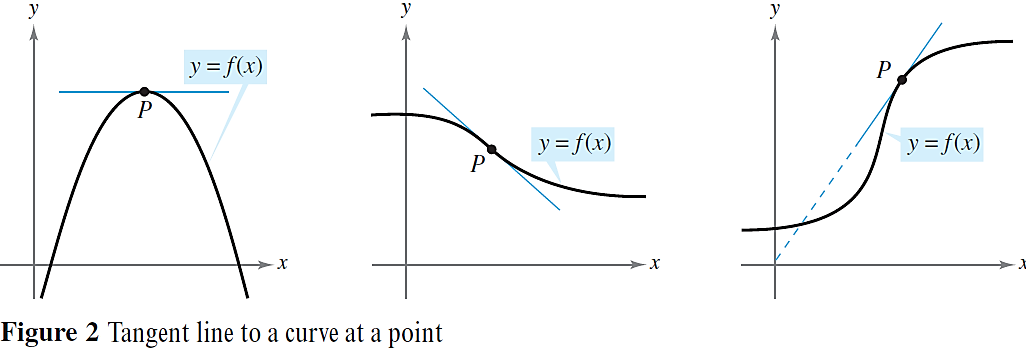 y
y = f(x)
P
x
y
y = f(x)
P
x
y
P
y = f(x)
x
Figure 2 Tangent line to a curve at a point